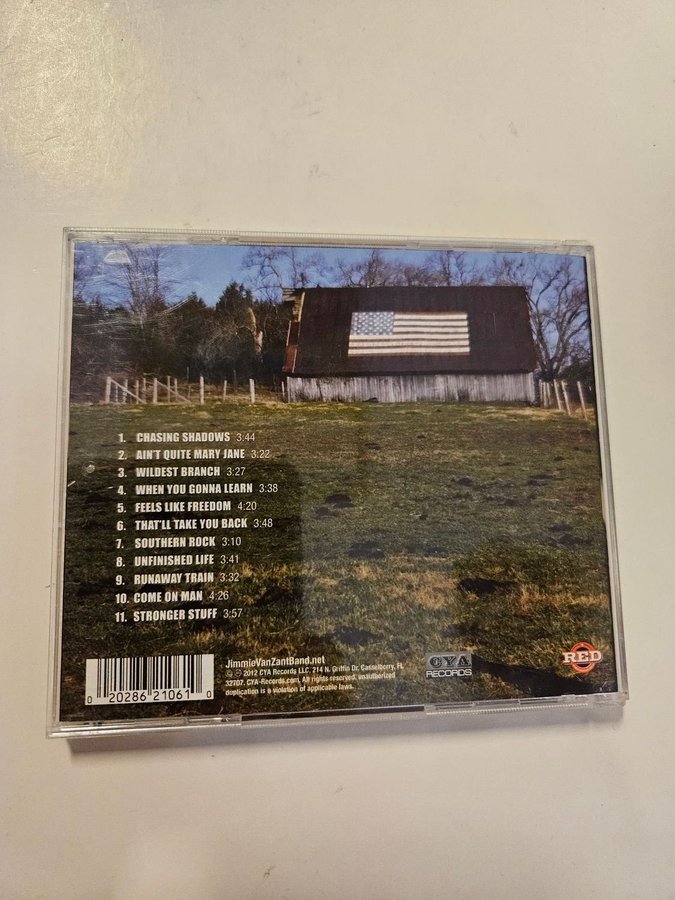 1. CHASING SHADOWS 3:44
2. AIN'T QUITE MARY JANE 3:22
3. WILDEST BRANCH 3:27
4. WHEN YOU GONNA LEARN 3:38
5. FEELS LIKE FREEDOM 4:20
6. THAT'LL TAKE YOU BACK 3:48
7. SOUTHERN ROCK 3:10
8. UNFINISHED LIFE 3:41
9. RUNAWAY TRAIN 3:32
10. COME ON MAN 4:26
11. STRONGER STUFF 3:57
0 20286 21061 0
JimmieVanZantBand.net
© ℗ 2012 CYA Records LLC. 214 N. Griffin Dr. Casselberry, FL
32707. CYA-Records.com. All rights reserved, unauthorized
duplication is a violation of applicable laws.
CYA
RECORDS
RED